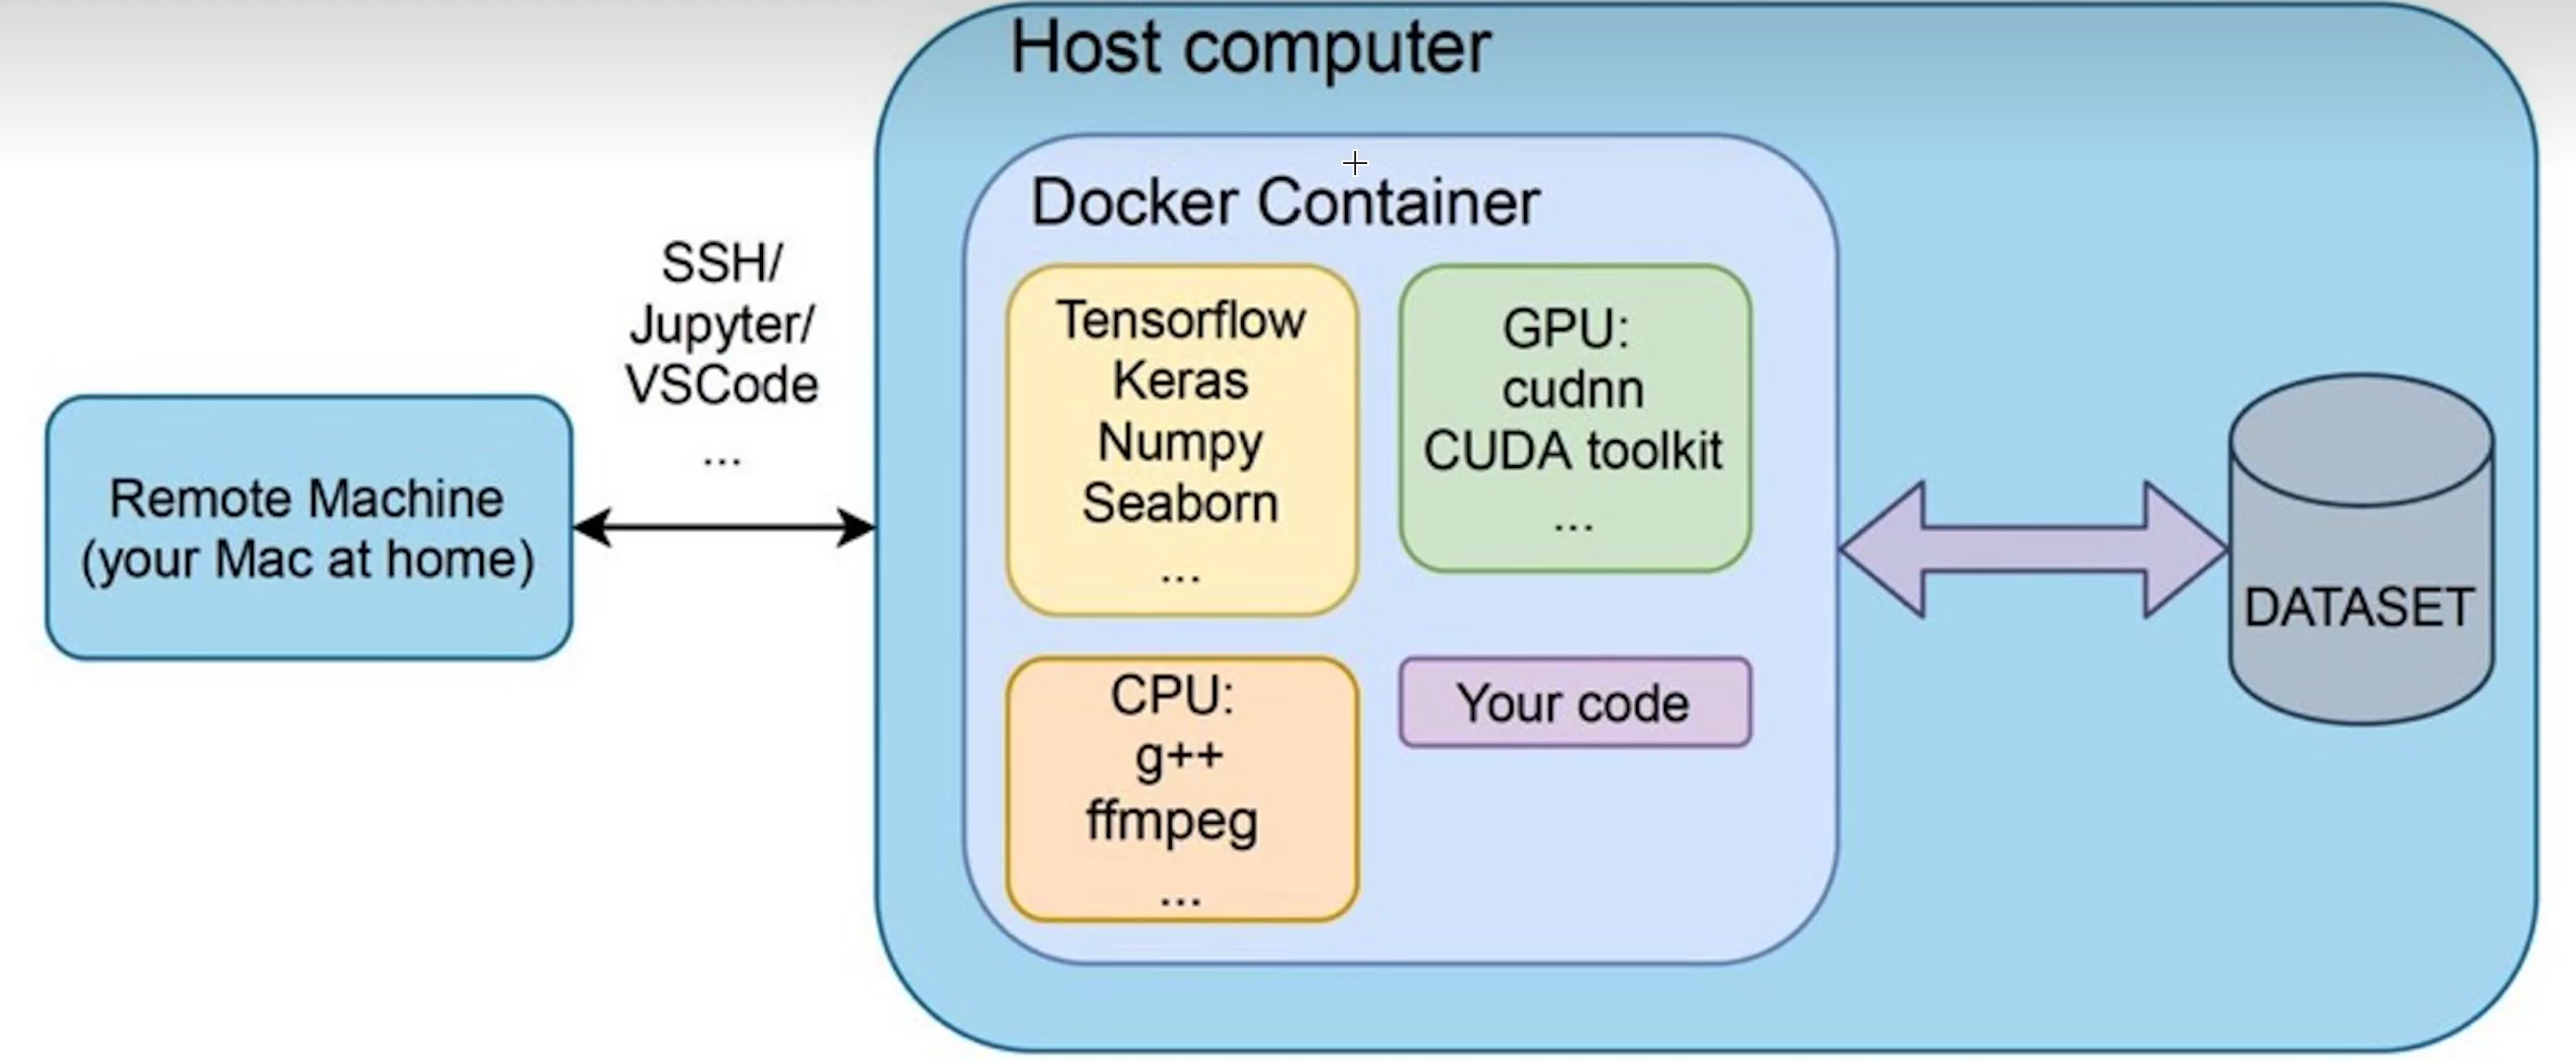 Host computer
Docker Container
SSH/
Jupyter/
VSCode
...
Remote Machine
(your Mac at home)
Tensorflow
Keras
Numpy
Seaborn
...
GPU:
cudnn
CUDA toolkit
...
CPU:
g++
ffmpeg
...
Your code
DATASET